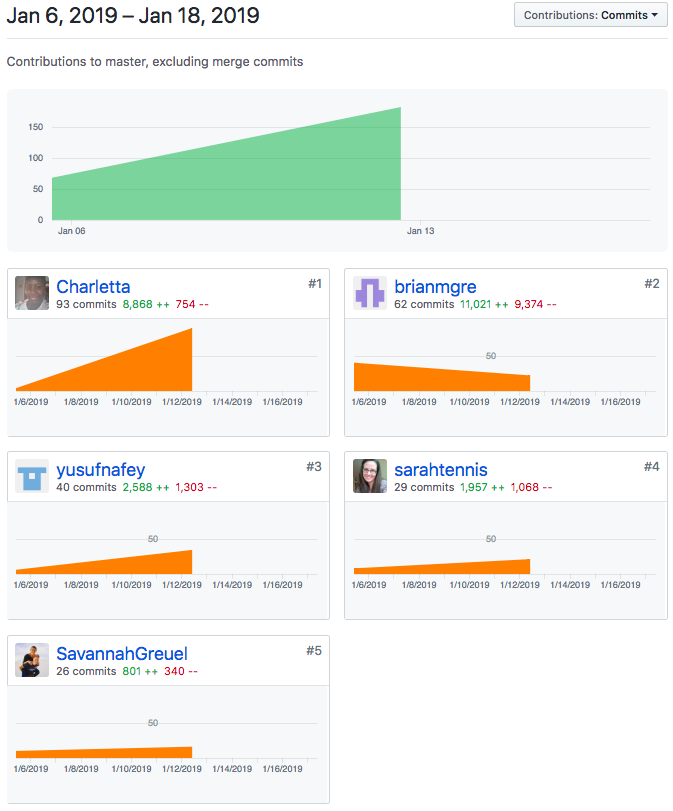 Jan 6, 2019 – Jan 18, 2019
Contributions: Commits
Contributions to master, excluding merge commits
150
100
50
0
Jan 06 Jan 13
Charletta #1
93 commits 8,868 ++ 754 --
1/6/2019 1/8/2019 1/10/2019 1/12/2019 1/14/2019 1/16/2019
brianmgre #2
62 commits 11,021 ++ 9,374 --
50
1/6/2019 1/8/2019 1/10/2019 1/12/2019 1/14/2019 1/16/2019
yusufnafey #3
40 commits 2,588 ++ 1,303 --
50
1/6/2019 1/8/2019 1/10/2019 1/12/2019 1/14/2019 1/16/2019
sarahtennis #4
29 commits 1,957 ++ 1,068 --
50
1/6/2019 1/8/2019 1/10/2019 1/12/2019 1/14/2019 1/16/2019
SavannahGreuel #5
26 commits 801 ++ 340 --
50
1/6/2019 1/8/2019 1/10/2019 1/12/2019 1/14/2019 1/16/2019